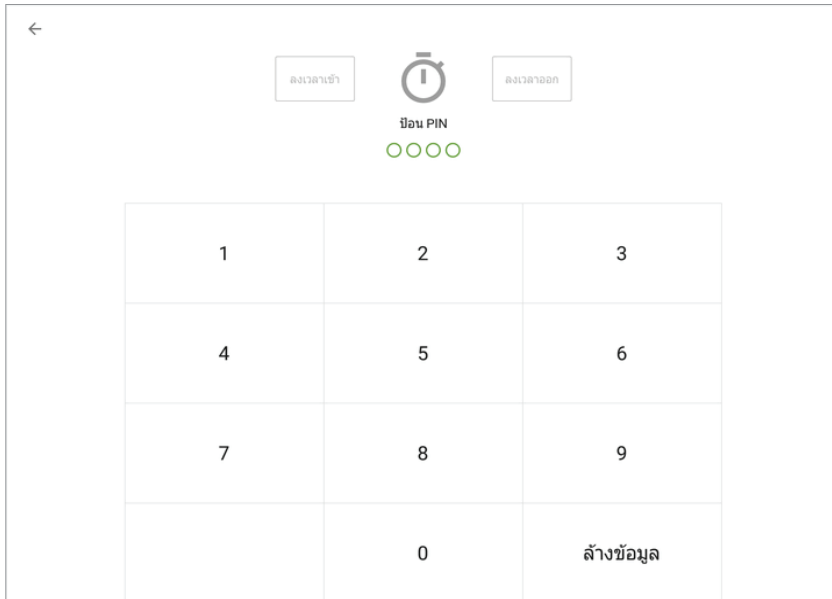 ลงเวลาเข้า
ลงเวลาออก
ป้อน PIN
1 2 3
4 5 6
7 8 9
0 ล้างข้อมูล